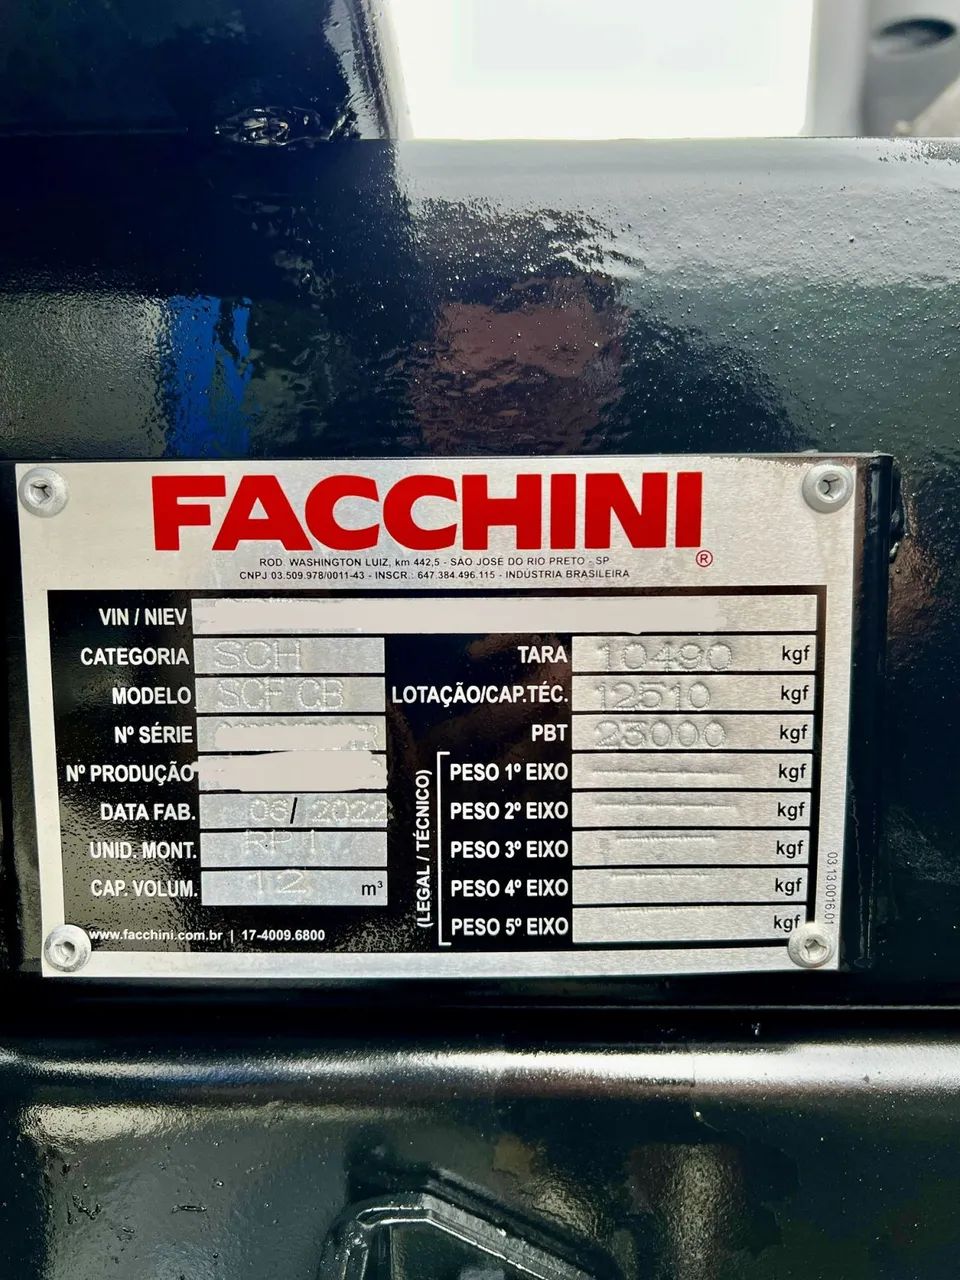 FACCHINI®
ROD. WASHINGTON LUIZ, km 442,5 - SÃO JOSÉ DO RIO PRETO - SP
CNPJ 03.509.978/0011-43 - INSCR.: 647.384.496.115 - INDÚSTRIA BRASILEIRA
VIN / NIEV
CATEGORIA SCH TARA 10490 kgf
MODELO SCF CB LOTAÇÃO/CAP.TÉC. 12510 kgf
Nº SÉRIE PBT 23000 kgf
Nº PRODUÇÃO PESO 1º EIXO kgf
DATA FAB. 06/2022 PESO 2º EIXO kgf
UNID. MONT. RP 1 PESO 3º EIXO kgf
CAP. VOLUM. 12 m³ PESO 4º EIXO kgf
PESO 5º EIXO kgf
(LEGAL / TÉCNICO)
www.facchini.com.br | 17-4009.6800
03.13.0016.01